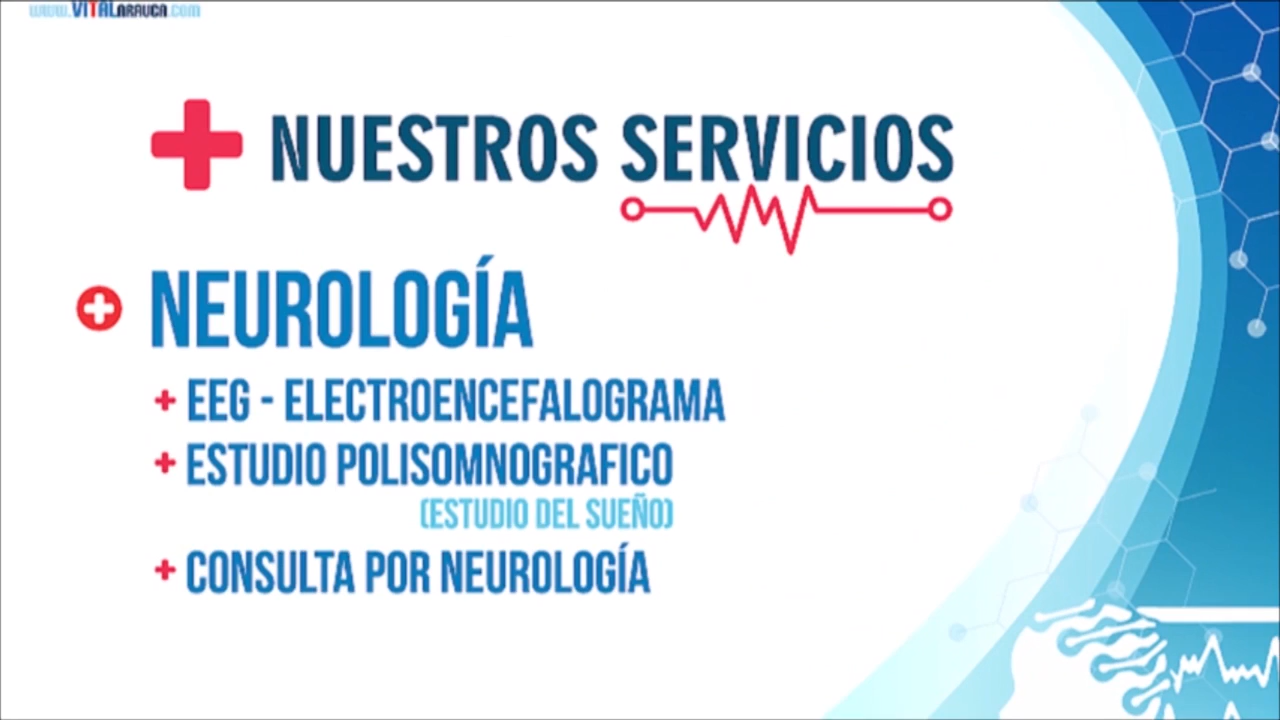 www.VITALARAUCA.com
NUESTROS SERVICIOS
NEUROLOGÍA
EEG - ELECTROENCEFALOGRAMA
ESTUDIO POLISOMNOGRAFICO
(ESTUDIO DEL SUEÑO)
CONSULTA POR NEUROLOGÍA